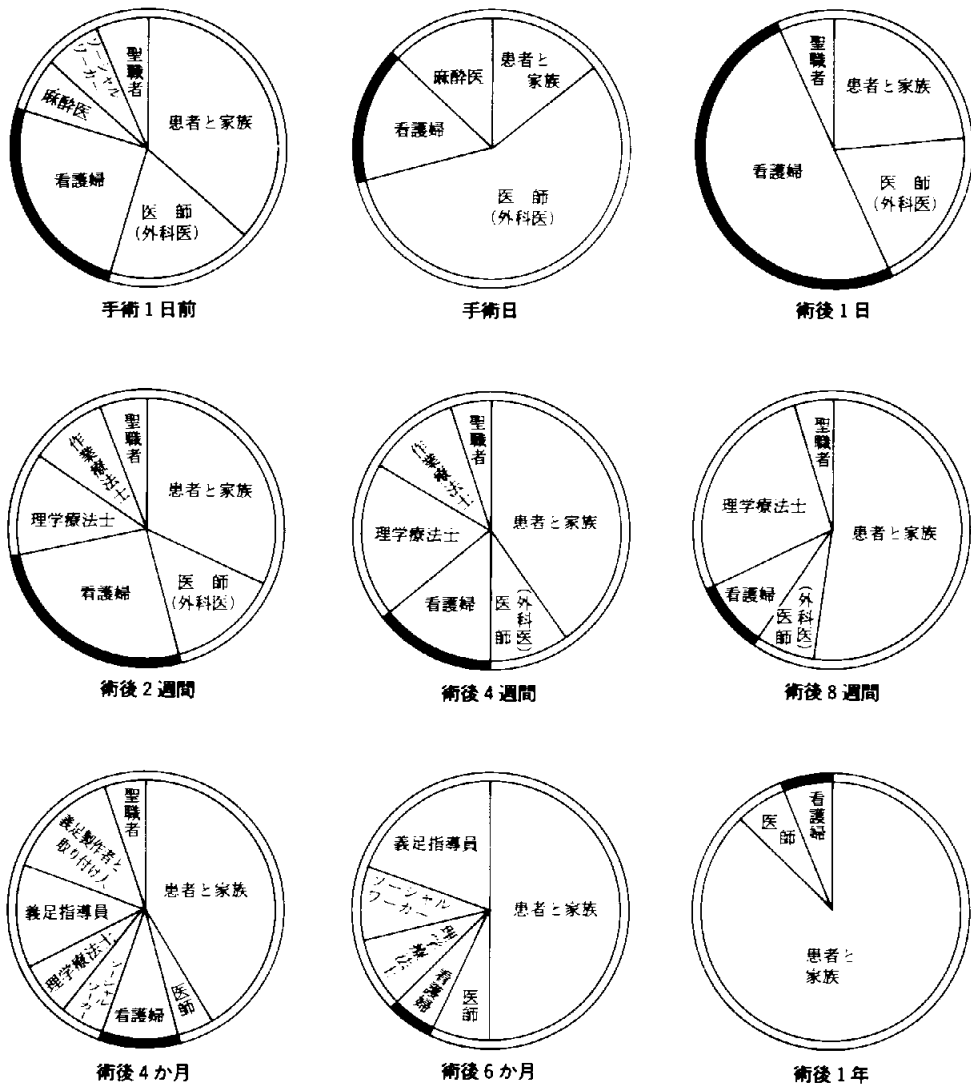 聖職者
ソーシャル
ワーカー
麻酔医
患者と家族
看護婦
医師
(外科医)
手術1日前
麻酔医
患者と
家族
看護婦
医師
(外科医)
手術日
聖職者
患者と家族
看護婦
医師
(外科医)
術後1日
聖職者
作業療法士
患者と家族
理学療法士
看護婦
医師
(外科医)
術後2週間
聖職者
作業療法士
理学療法士
患者と家族
看護婦
医師
(外科医)
術後4週間
聖職者
理学療法士
患者と家族
看護婦
医師
(外科医)
術後8週間
聖職者
義足製作者と
取り付け人
患者と家族
義足指導員
理学療法士
ソーシャル
ワーカー
看護婦
医師
術後4か月
義足指導員
ソーシャル
ワーカー
患者と家族
理学療法士
看護婦
医師
術後6か月
看護婦
医師
患者と
家族
術後1年